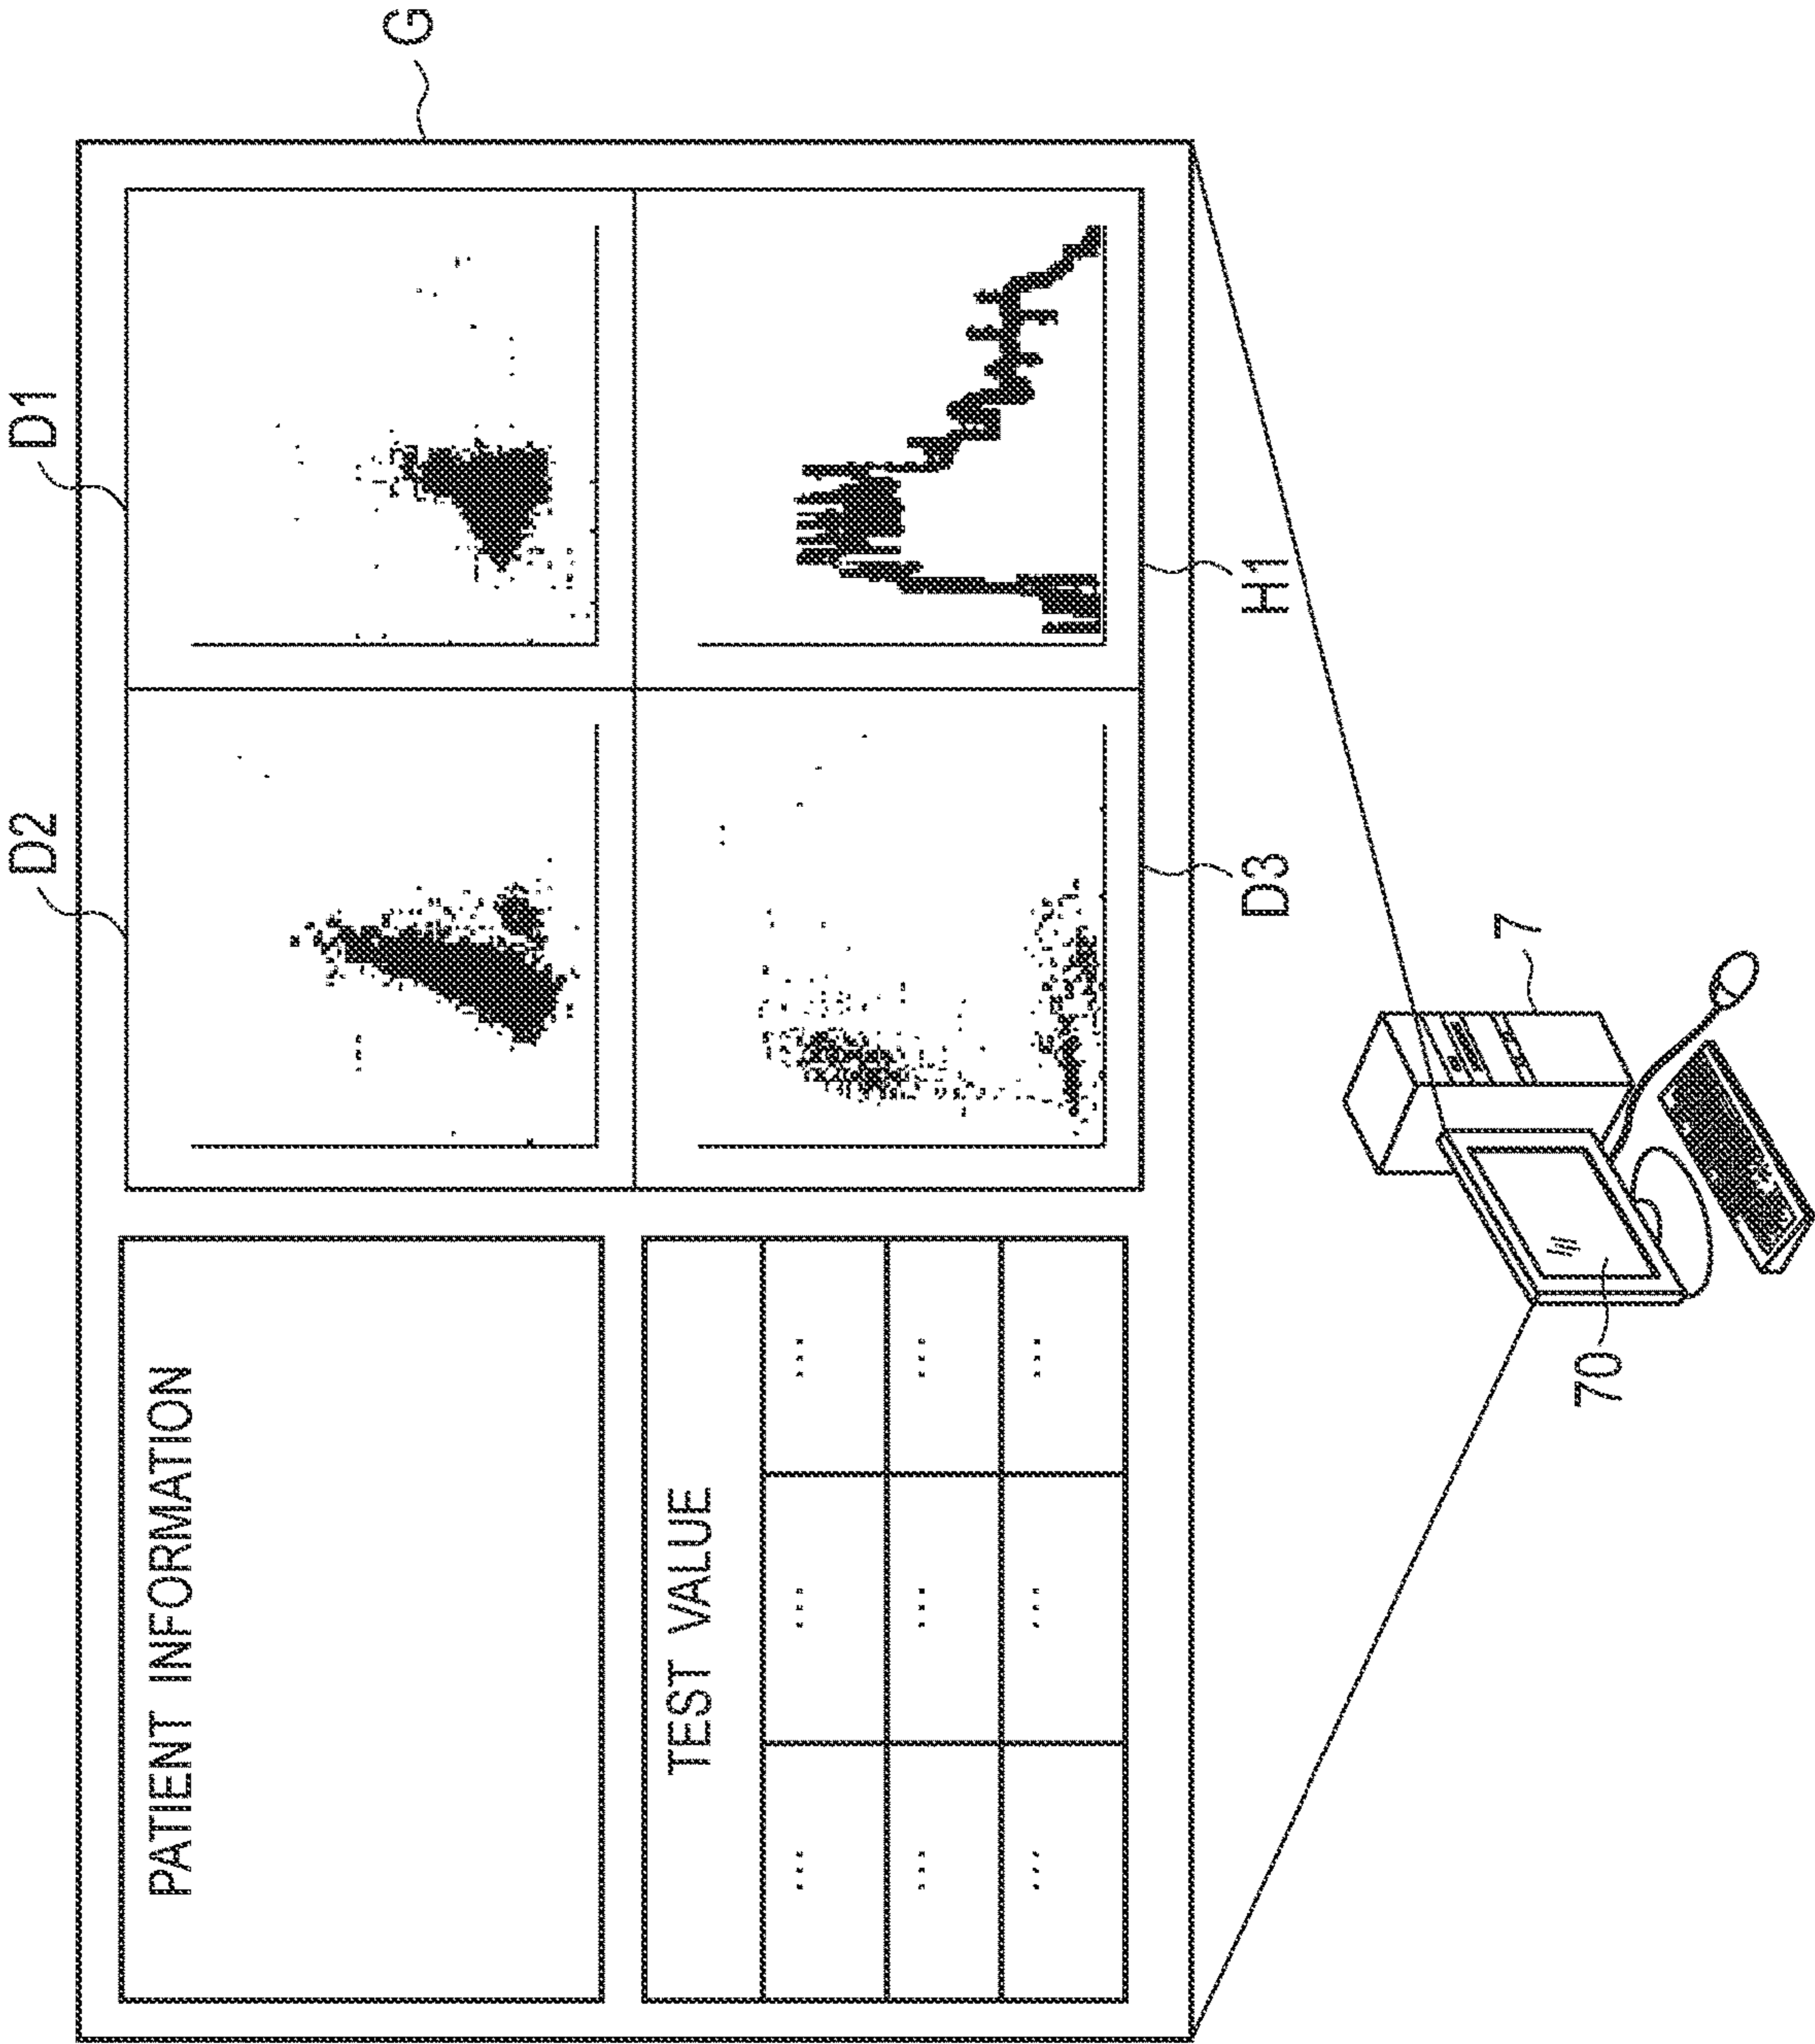 D2
D1
G
PATIENT INFORMATION
TEST VALUE
... ... ...
... ... ...
... ... ...
D3
H1
7
70